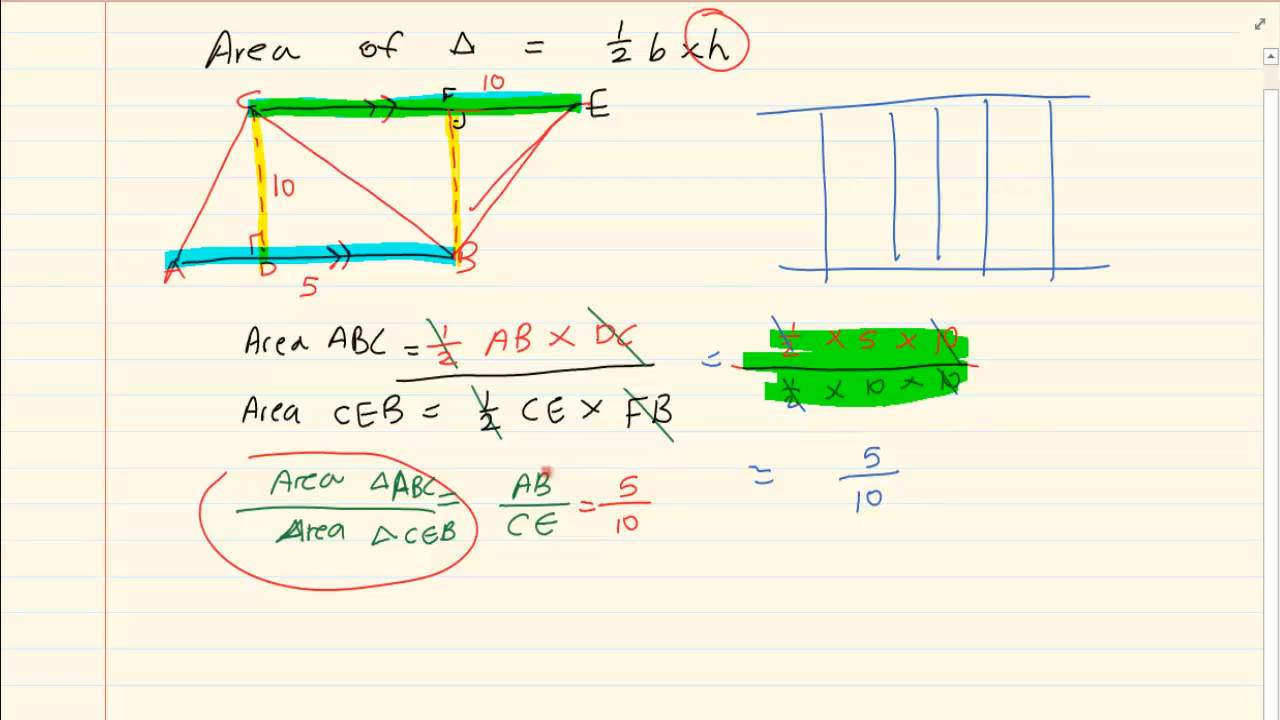 Area of Δ = 1/2 b × h
C F 10 E
10
A D B
5
Area ABC = 1/2 AB × DC = 1/2 × 5 × 10
Area CEB = 1/2 CE × FB 1/2 × 10 × 10
Area ΔABC = AB = 5 = 5
Area ΔCEB CE 10 10